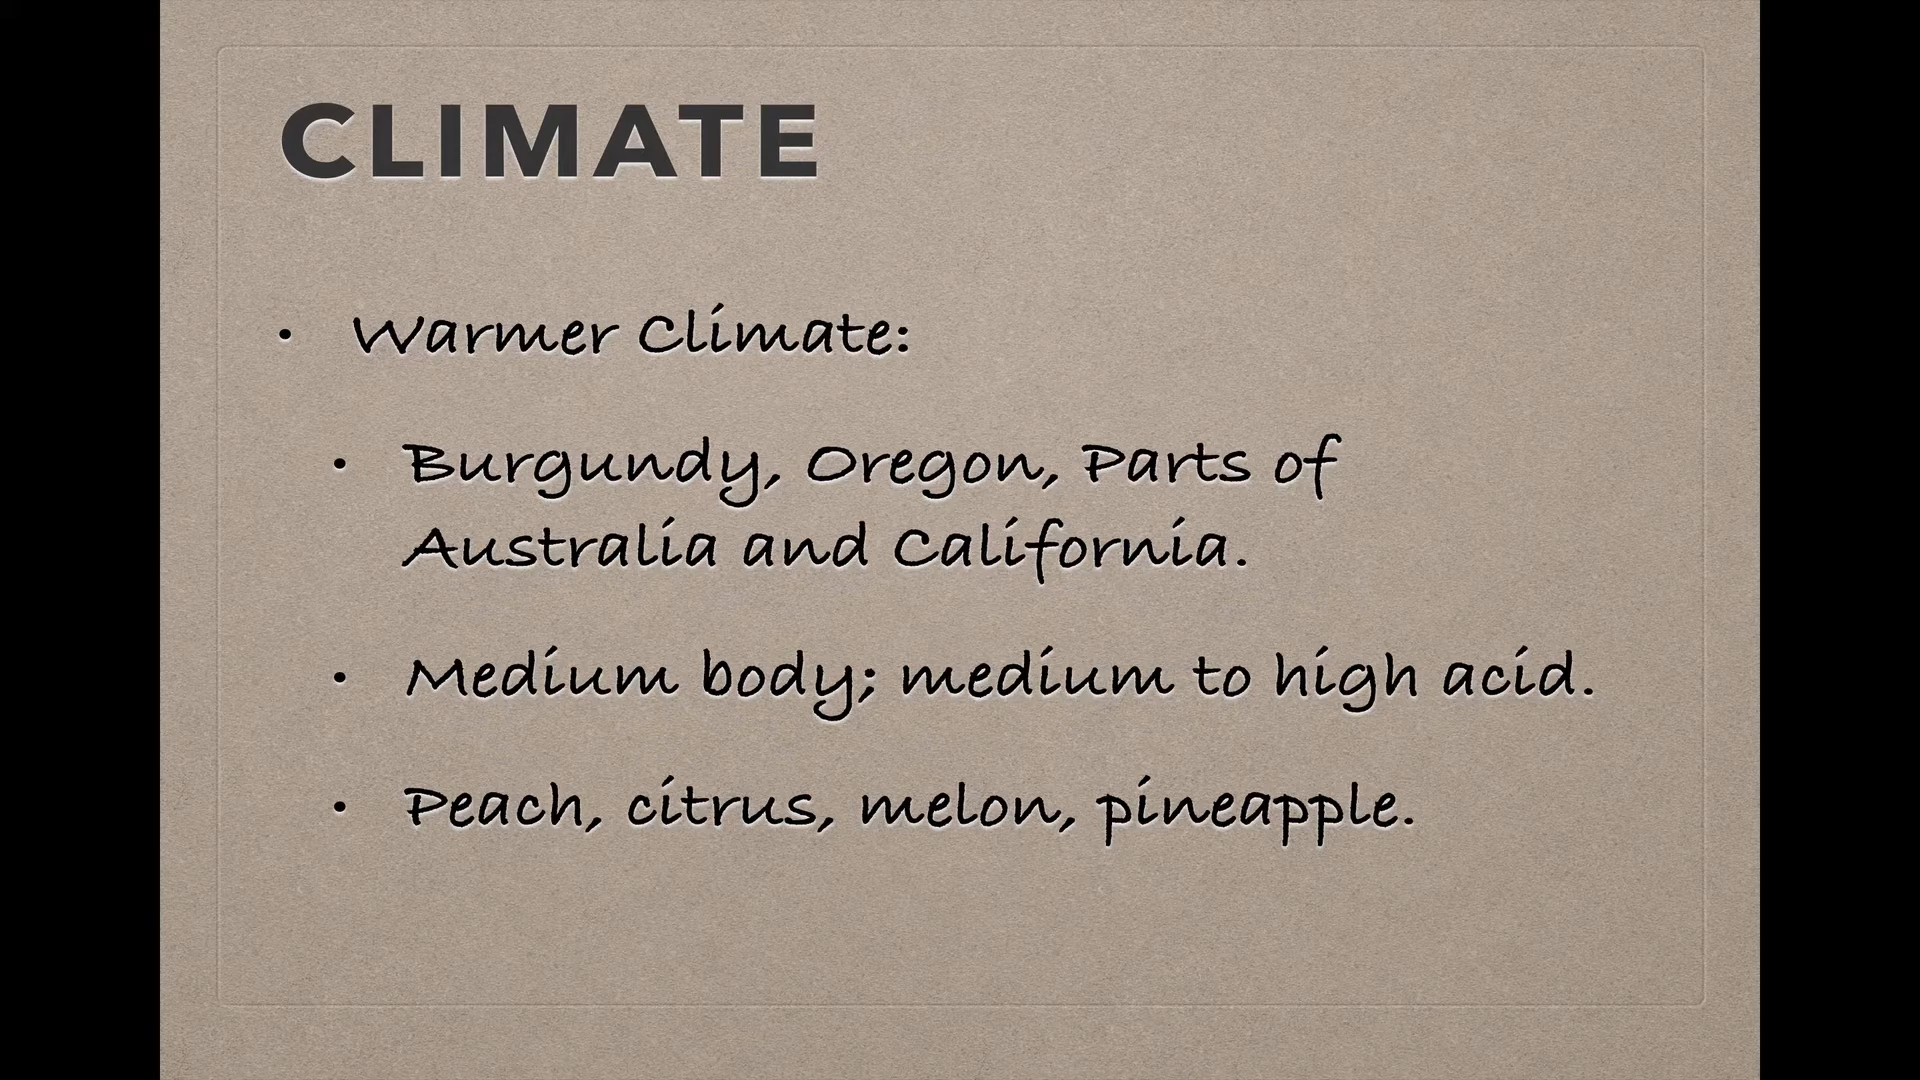 CLIMATE
• Warmer Climate:
• Burgundy, Oregon, Parts of
Australia and California.
• Medium body; medium to high acid.
• Peach, citrus, melon, pineapple.